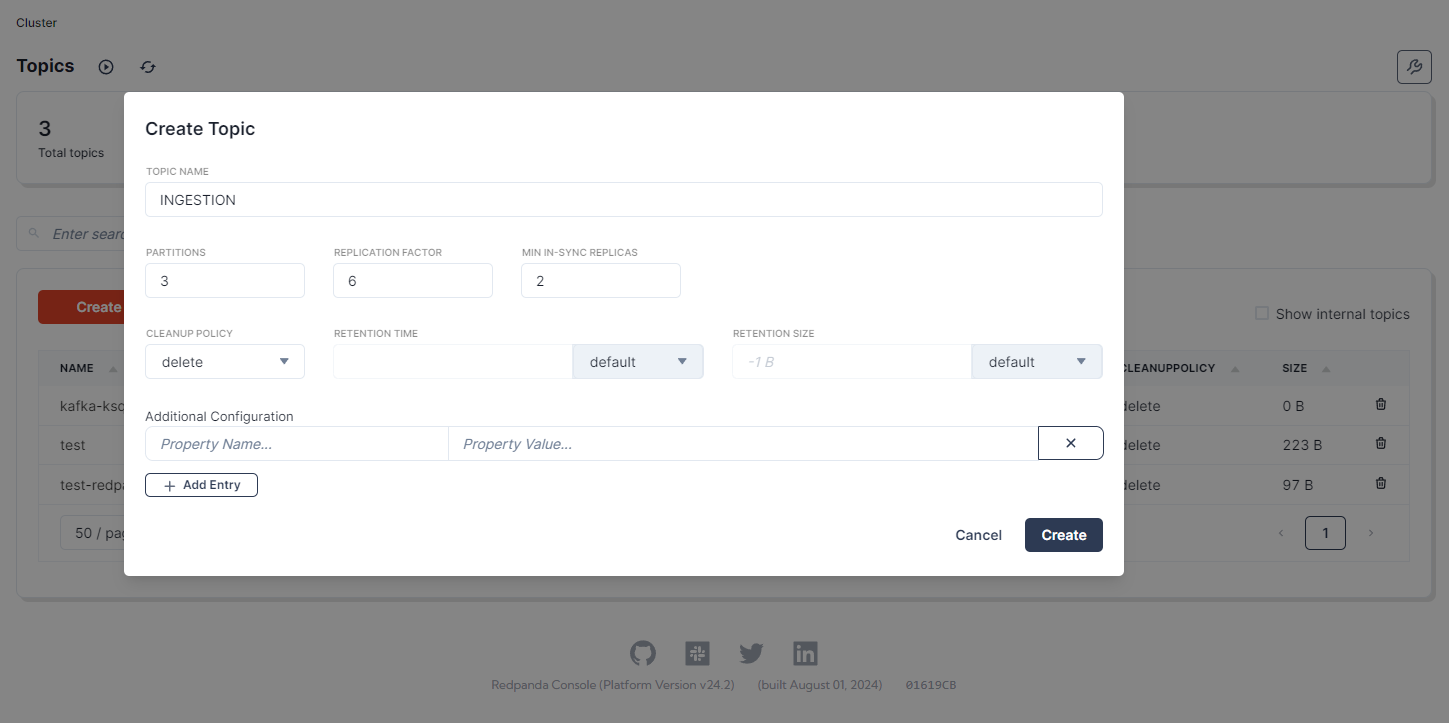 Cluster
Topics
3
Total topics
Create Topic
TOPIC NAME
INGESTION
PARTITIONS
REPLICATION FACTOR
MIN IN-SYNC REPLICAS
3
6
2
CLEANUP POLICY
RETENTION TIME
RETENTION SIZE
delete
default
-1 B
default
Additional Configuration
Property Name...
Property Value...
Add Entry
Cancel
Create
Enter sear
Create
Show internal topics
NAME
CLEANUPPOLICY
SIZE
kafka-ksq
delete
0 B
test
delete
223 B
test-redp
delete
97 B
50 / pag
1
Redpanda Console (Platform Version v24.2)
(built August 01, 2024)
01619CB